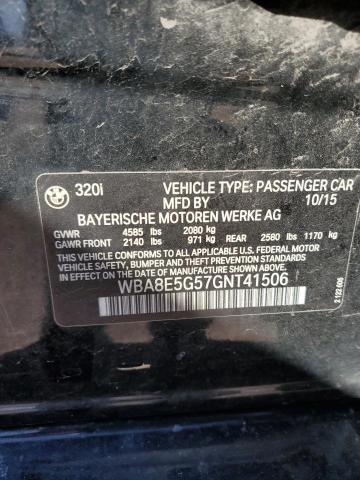 BMW
320i VEHICLE TYPE: PASSENGER CAR
MFD BY 10/15
BAYERISCHE MOTOREN WERKE AG
GVWR 4585 lbs 2080 kg
GAWR FRONT 2140 lbs 971 kg REAR 2580 lbs 1170 kg
THIS VEHICLE CONFORMS TO ALL APPLICABLE U.S. FEDERAL MOTOR VEHICLE
SAFETY, BUMPER AND THEFT PREVENTION STANDARDS
IN EFFECT ON THE DATE OF MANUFACTURE SHOWN ABOVE.
WBA8E5G57GNT41506